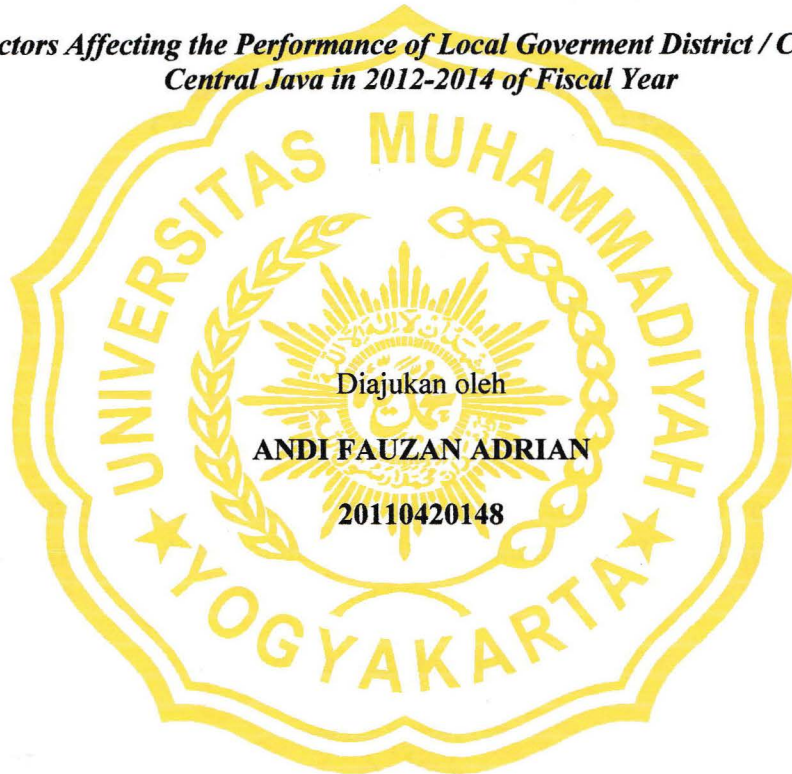 ctors Affecting the Performance of Local Goverment District / C
Central Java in 2012-2014 of Fiscal Year
UNIVERSITAS MUHAMMADIYAH
★ YOGYAKARTA ★
Diajukan oleh
ANDI FAUZAN ADRIAN
20110420148